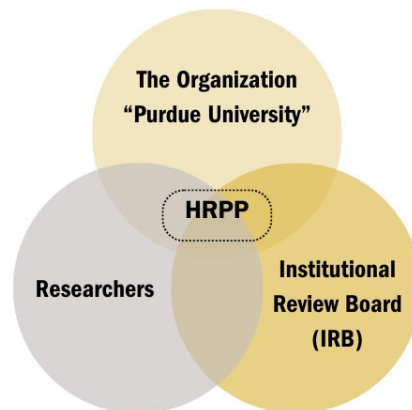 The Organization
“Purdue University”
HRPP
Researchers
Institutional
Review Board
(IRB)